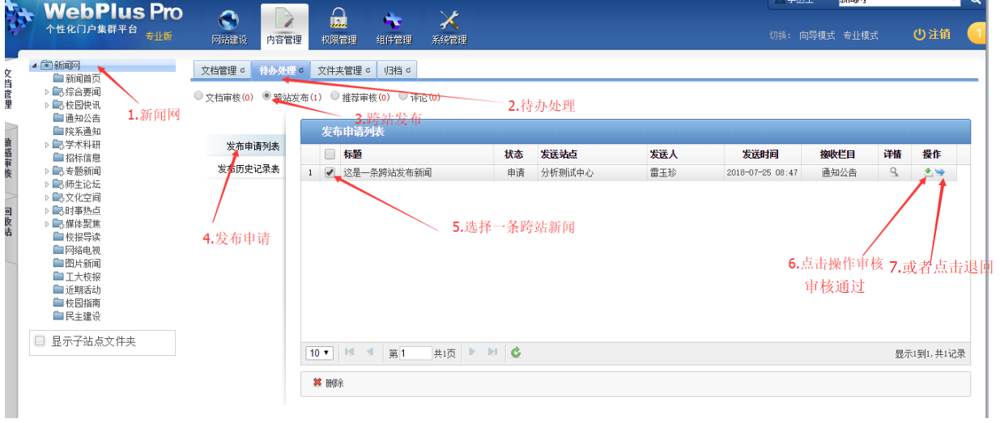 WebPlus Pro
个性化门户集群平台 专业版
网站建设 内容管理 权限管理 组件管理 系统管理
切换： 向导模式 专业模式 注销 1
文档管理
回收站
新闻网
新闻首页
综合要闻
校园快讯
通知公告
院系通知
学术科研
招标信息
专题新闻
师生论坛
文化空间
时事热点
媒体聚焦
校报导读
网络电视
图片新闻
工大校报
近期活动
校园指南
民主建设
显示子站点文件夹
1.新闻网
文档管理 待办处理 文件夹管理 归档
文档审核(0) 跨站发布(1) 推荐审核(0) 评论(0)
2.待办处理
3.跨站发布
发布申请列表
发布历史记录表
4.发布申请
发布申请列表
标题 状态 发送站点 发送人 发送时间 接收栏目 详情 操作
1 这是一条跨站发布新闻 申请 分析测试中心 雷玉珍 2018-07-25 08:47 通知公告
5.选择一条跨站新闻
6.点击操作审核
审核通过
7.或者点击退回
10 第 1 共1页 显示1到1,共1记录
删除